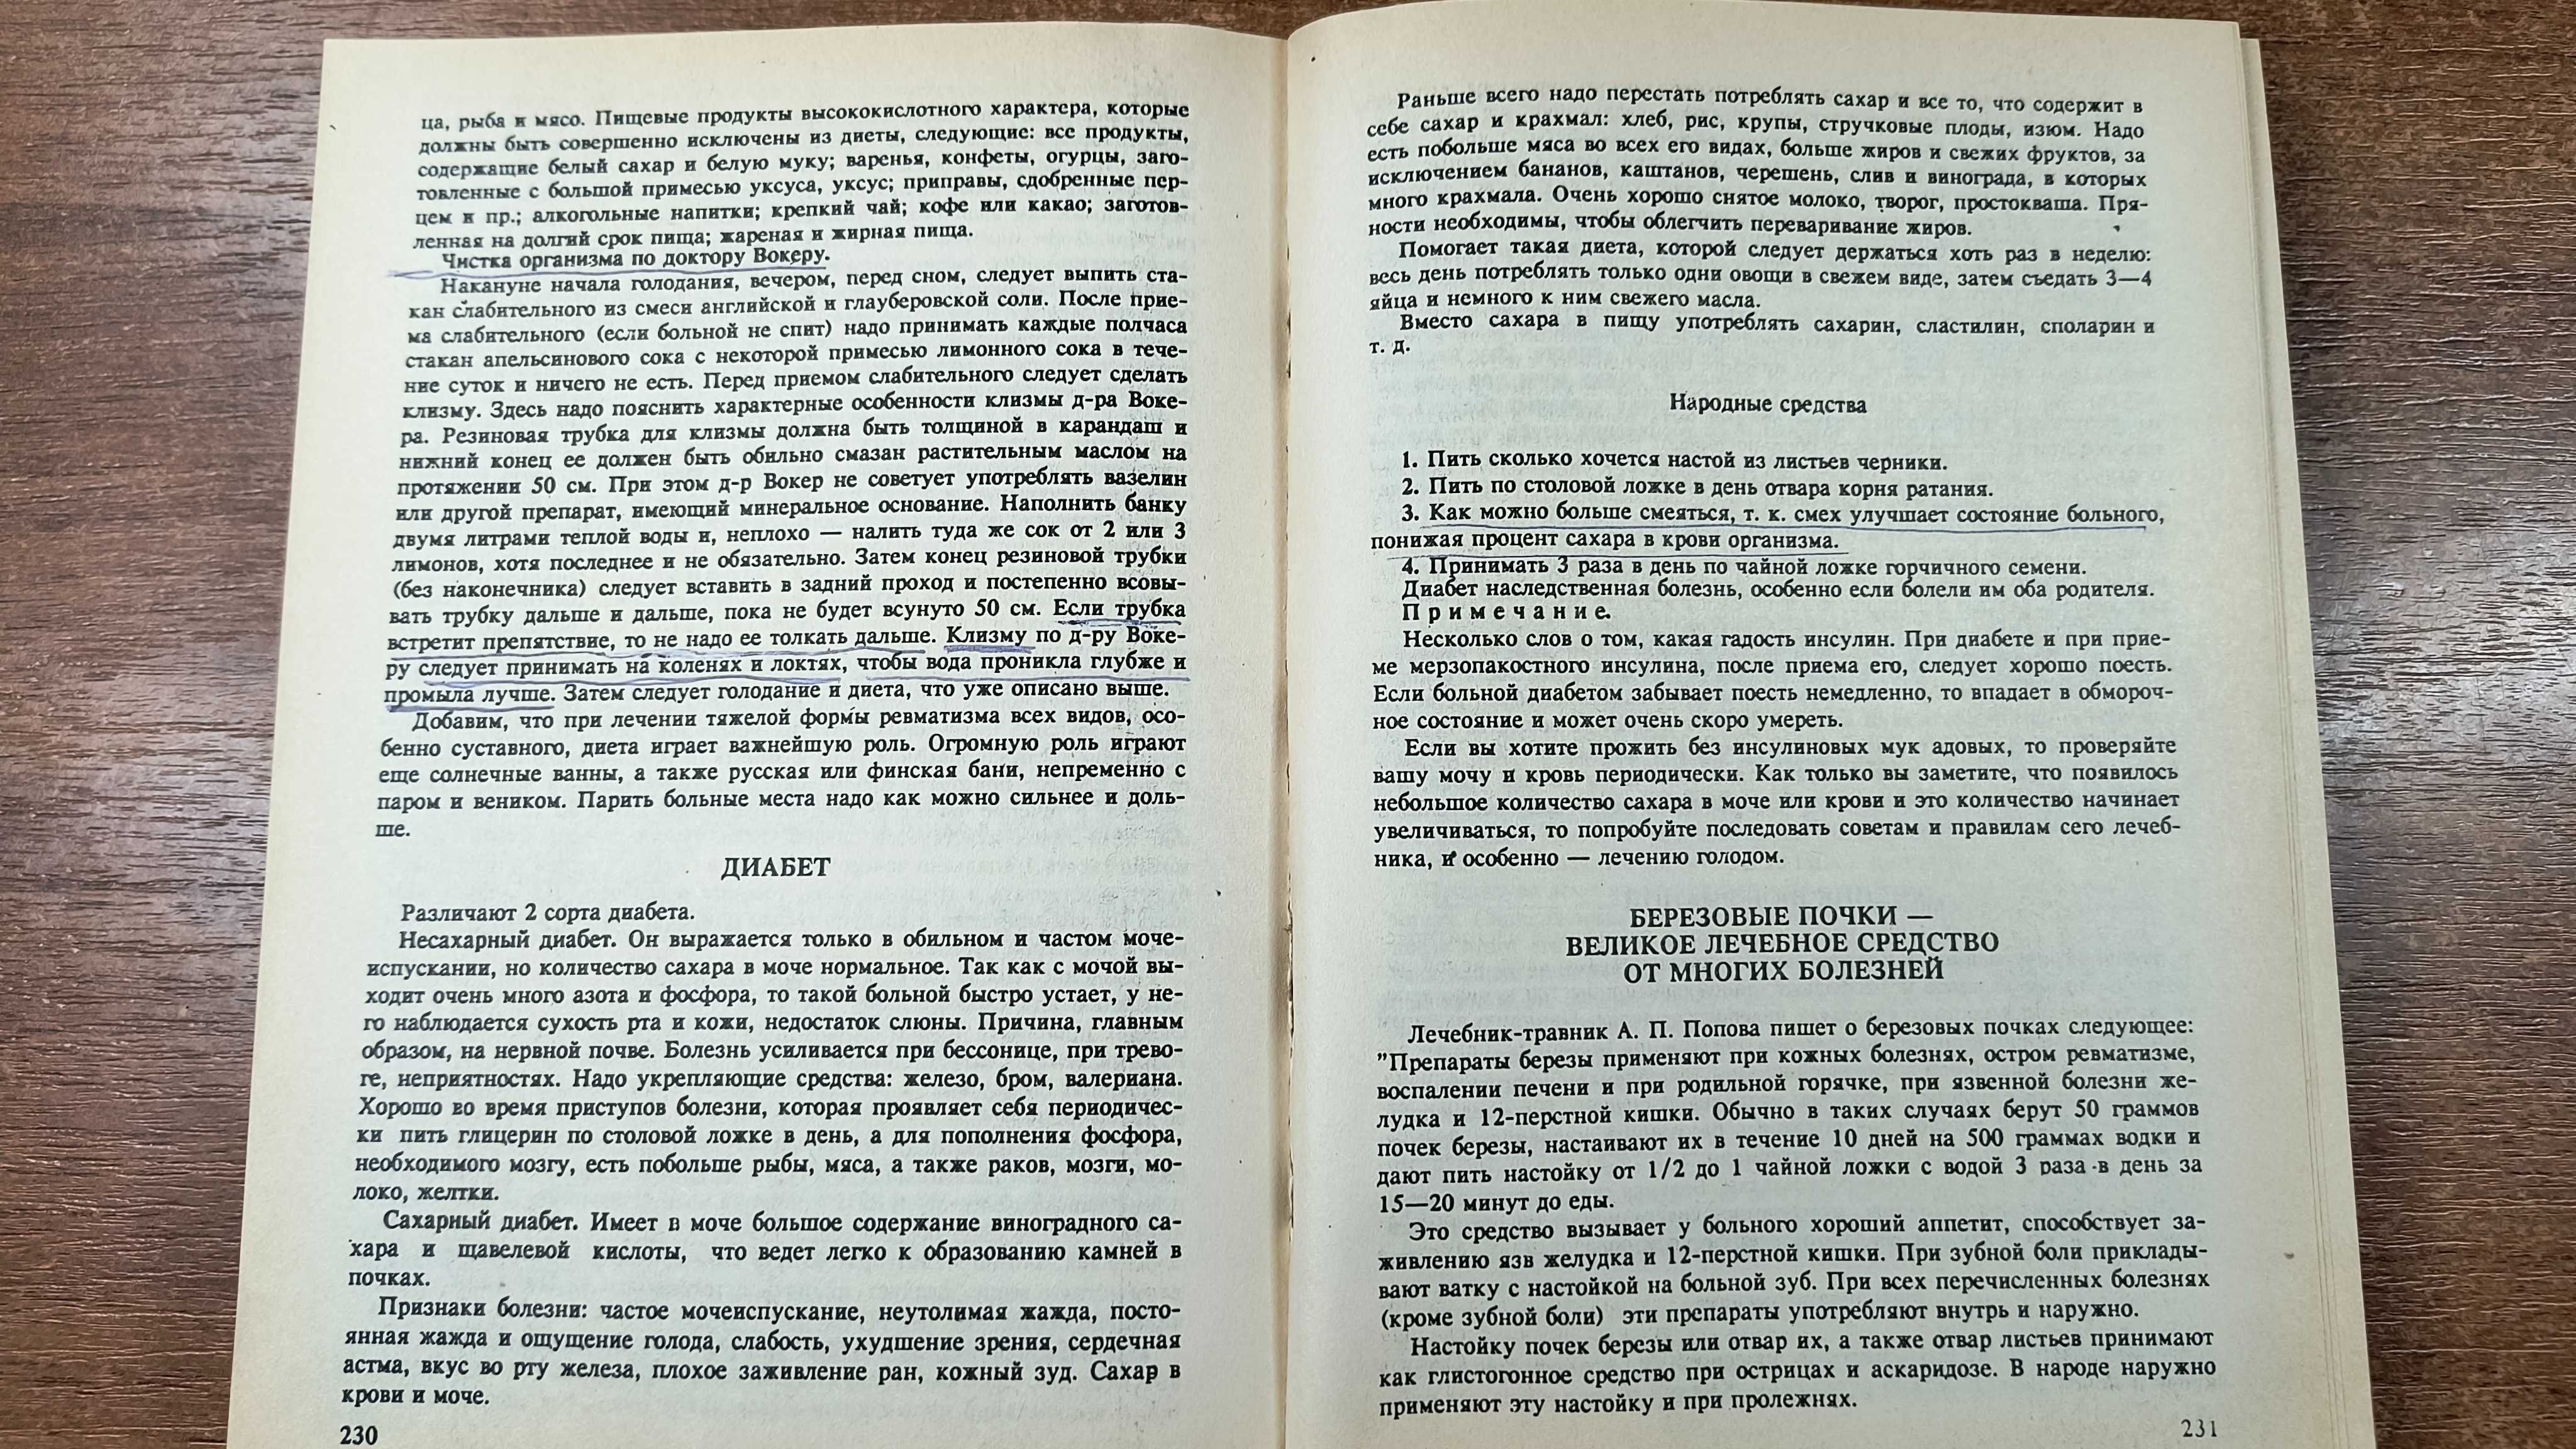 ца, рыба и мясо. Пищевые продукты высококислотного характера, которые
должны быть совершенно исключены из диеты, следующие: все продукты,
содержащие белый сахар и белую муку; варенья, конфеты, огурцы, заго-
товленные с большой примесью уксуса, уксус; приправы, сдобренные пер-
цем и пр.; алкогольные напитки; крепкий чай; кофе или какао; заготов-
ленная на долгий срок пища; жареная и жирная пища.
Чистка организма по доктору Вокеру.
Накануне начала голодания, вечером, перед сном, следует выпить ста-
кан слабительного из смеси английской и глауберовской соли. После прие-
ма слабительного (если больной не спит) надо принимать каждые полчаса
стакан апельсинового сока с некоторой примесью лимонного сока в тече-
ние суток и ничего не есть. Перед приемом слабительного следует сделать
клизму. Здесь надо пояснить характерные особенности клизмы д-ра Воке-
ра. Резиновая трубка для клизмы должна быть толщиной в карандаш и
нижний конец ее должен быть обильно смазан растительным маслом на
протяжении 50 см. При этом д-р Вокер не советует употреблять вазелин
или другой препарат, имеющий минеральное основание. Наполнить банку
двумя литрами теплой воды и, неплохо — налить туда же сок от 2 или 3
лимонов, хотя последнее и не обязательно. Затем конец резиновой трубки
(без наконечника) следует вставить в задний проход и постепенно всовы-
вать трубку дальше и дальше, пока не будет всунуто 50 см. Если трубка
встретит препятствие, то не надо ее толкать дальше. Клизму по д-ру Воке-
ру следует принимать на коленях и локтях, чтобы вода проникла глубже и
промыла лучше. Затем следует голодание и диета, что уже описано выше.
Добавим, что при лечении тяжелой формы ревматизма всех видов, осо-
бенно суставного, диета играет важнейшую роль. Огромную роль играют
еще солнечные ванны, а также русская или финская бани, непременно с
паром и веником. Парить больные места надо как можно сильнее и доль-
ше.
ДИАБЕТ
Различают 2 сорта диабета.
Несахарный диабет. Он выражается только в обильном и частом моче-
испускании, но количество сахара в моче нормальное. Так как с мочой вы-
ходит очень много азота и фосфора, то такой больной быстро устает, у не-
го наблюдается сухость рта и кожи, недостаток слюны. Причина, главным
образом, на нервной почве. Болезнь усиливается при бессонице, при трево-
ге, неприятностях. Надо укрепляющие средства: железо, бром, валериана.
Хорошо во время приступов болезни, которая проявляет себя периодичес-
ки пить глицерин по столовой ложке в день, а для пополнения фосфора,
необходимого мозгу, есть побольше рыбы, мяса, а также раков, мозги, мо-
локо, желтки.
Сахарный диабет. Имеет в моче большое содержание виноградного са-
хара и щавелевой кислоты, что ведет легко к образованию камней в
почках.
Признаки болезни: частое мочеиспускание, неутолимая жажда, посто-
янная жажда и ощущение голода, слабость, ухудшение зрения, сердечная
астма, вкус во рту железа, плохое заживление ран, кожный зуд. Сахар в
крови и моче.
230
Раньше всего надо перестать потреблять сахар и все то, что содержит в
себе сахар и крахмал: хлеб, рис, крупы, стручковые плоды, изюм. Надо
есть побольше мяса во всех его видах, больше жиров и свежих фруктов, за
исключением бананов, каштанов, черешень, слив и винограда, в которых
много крахмала. Очень хорошо снятое молоко, творог, простокваша. Пря-
ности необходимы, чтобы облегчить переваривание жиров.
Помогает такая диета, которой следует держаться хоть раз в неделю:
весь день потреблять только одни овощи в свежем виде, затем съедать 3—4
яйца и немного к ним свежего масла.
Вместо сахара в пищу употреблять сахарин, сластилин, споларин и
т. д.
Народные средства
1. Пить сколько хочется настой из листьев черники.
2. Пить по столовой ложке в день отвара корня ратания.
3. Как можно больше смеяться, т. к. смех улучшает состояние больного,
понижая процент сахара в крови организма.
4. Принимать 3 раза в день по чайной ложке горчичного семени.
Диабет наследственная болезнь, особенно если болели им оба родителя.
Примечание.
Несколько слов о том, какая гадость инсулин. При диабете и при прие-
ме мерзопакостного инсулина, после приема его, следует хорошо поесть.
Если больной диабетом забывает поесть немедленно, то впадает в обмороч-
ное состояние и может очень скоро умереть.
Если вы хотите прожить без инсулиновых мук адовых, то проверяйте
вашу мочу и кровь периодически. Как только вы заметите, что появилось
небольшое количество сахара в моче или крови и это количество начинает
увеличиваться, то попробуйте последовать советам и правилам сего лечеб-
ника, и особенно — лечению голодом.
БЕРЕЗОВЫЕ ПОЧКИ —
ВЕЛИКОЕ ЛЕЧЕБНОЕ СРЕДСТВО
ОТ МНОГИХ БОЛЕЗНЕЙ
Лечебник-травник А. П. Попова пишет о березовых почках следующее:
"Препараты березы применяют при кожных болезнях, остром ревматизме,
воспалении печени и при родильной горячке, при язвенной болезни же-
лудка и 12-перстной кишки. Обычно в таких случаях берут 50 граммов
почек березы, настаивают их в течение 10 дней на 500 граммах водки и
дают пить настойку от 1/2 до 1 чайной ложки с водой 3 раза в день за
15—20 минут до еды.
Это средство вызывает у больного хороший аппетит, способствует за-
живлению язв желудка и 12-перстной кишки. При зубной боли приклады-
вают ватку с настойкой на больной зуб. При всех перечисленных болезнях
(кроме зубной боли) эти препараты употребляют внутрь и наружно.
Настойку почек березы или отвар их, а также отвар листьев принимают
как глистогонное средство при острицах и аскаридозе. В народе наружно
применяют эту настойку и при пролежнях.
231